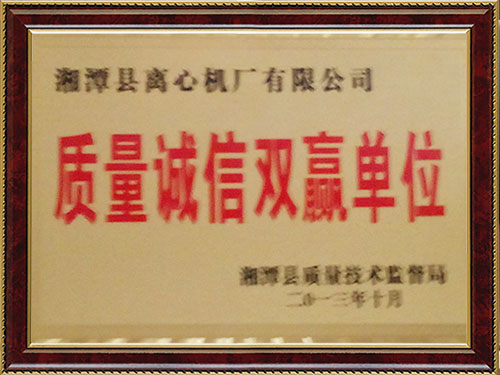 湘潭县离心机厂有限公司
质量诚信双赢单位
湘潭县质量技术监督局
二0一三年十月